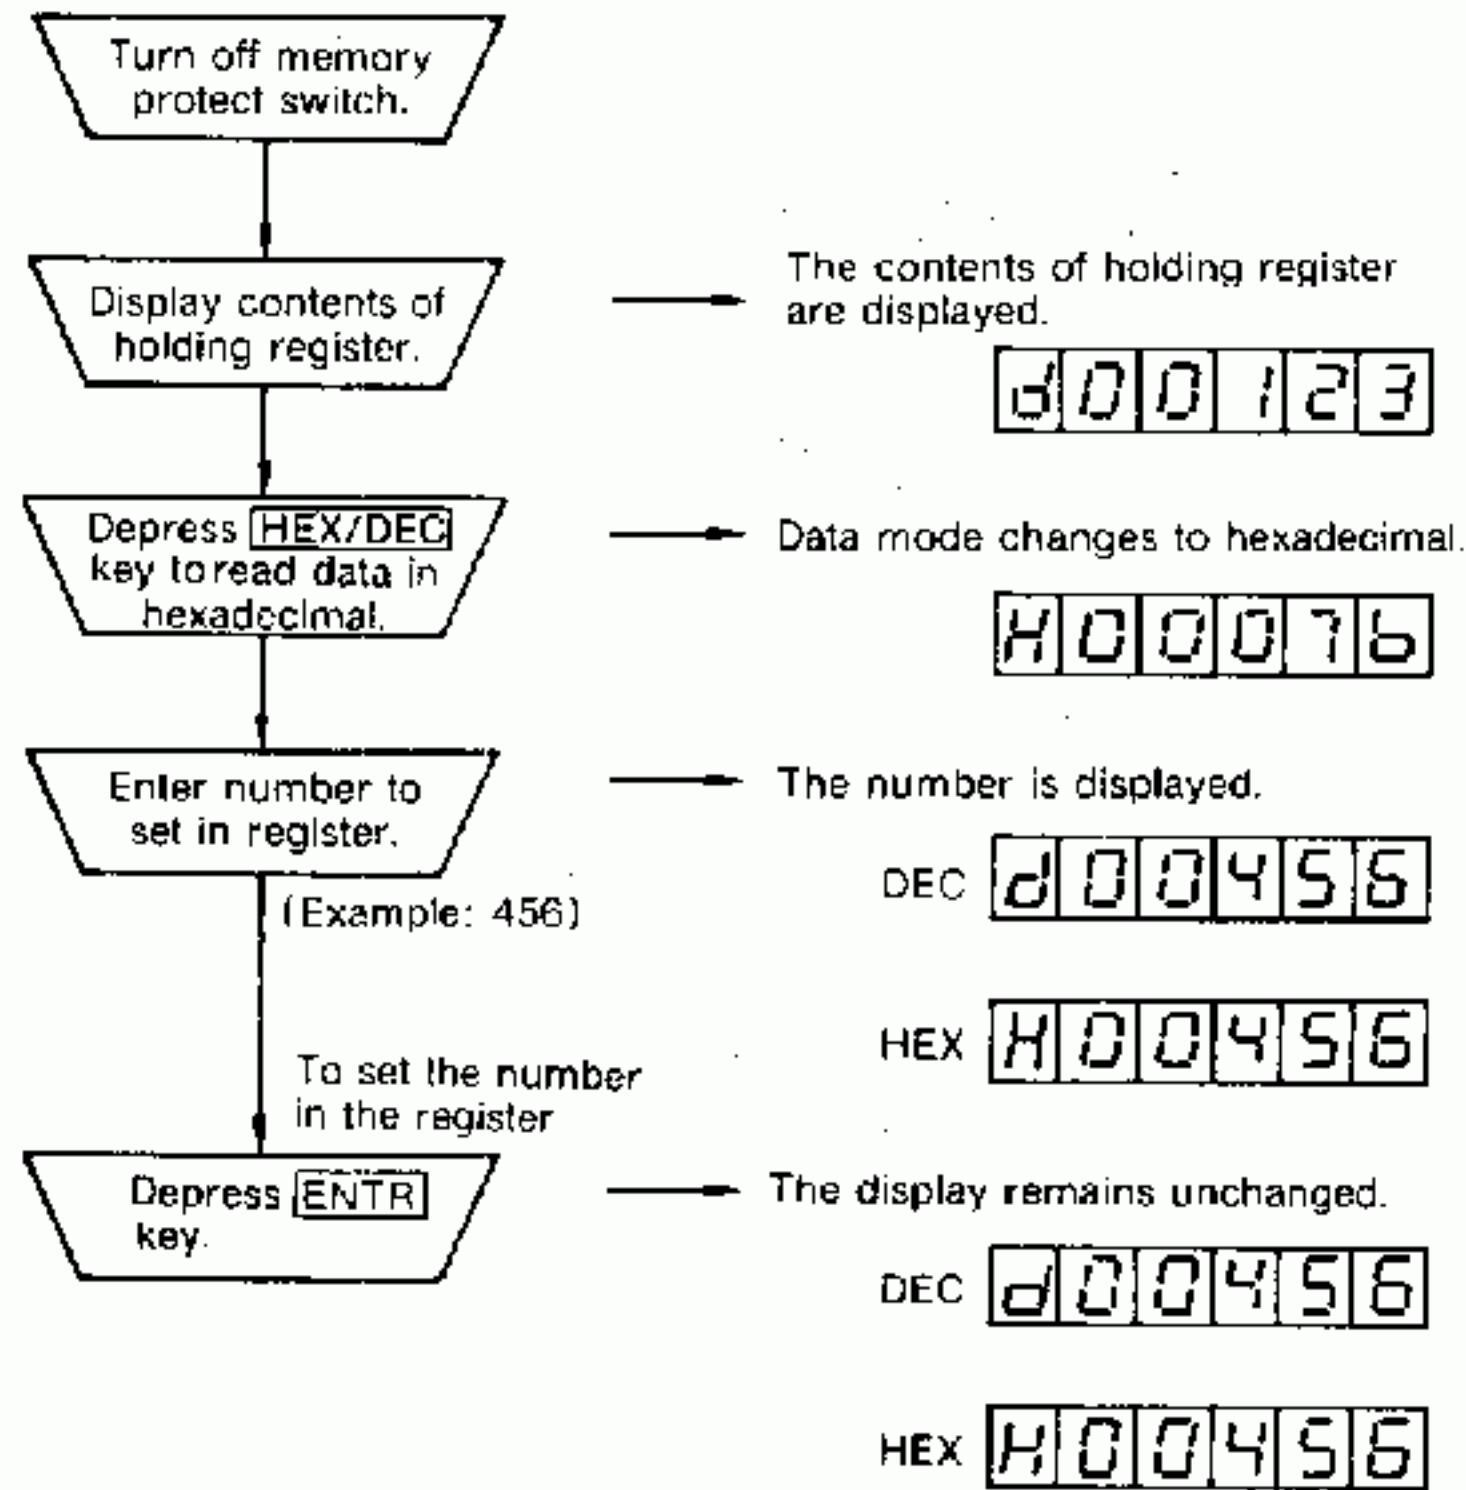 Turn off memory
protect switch.
Display contents of
holding register.
The contents of holding register
are displayed.
d00123
Depress HEX/DEC
key to read data in
hexadecimal.
Data mode changes to hexadecimal.
H0007b
Enter number to
set in register.
(Example: 456)
The number is displayed.
DEC d00456
HEX H00456
To set the number
in the register
Depress ENTR
key.
The display remains unchanged.
DEC d00456
HEX H00456